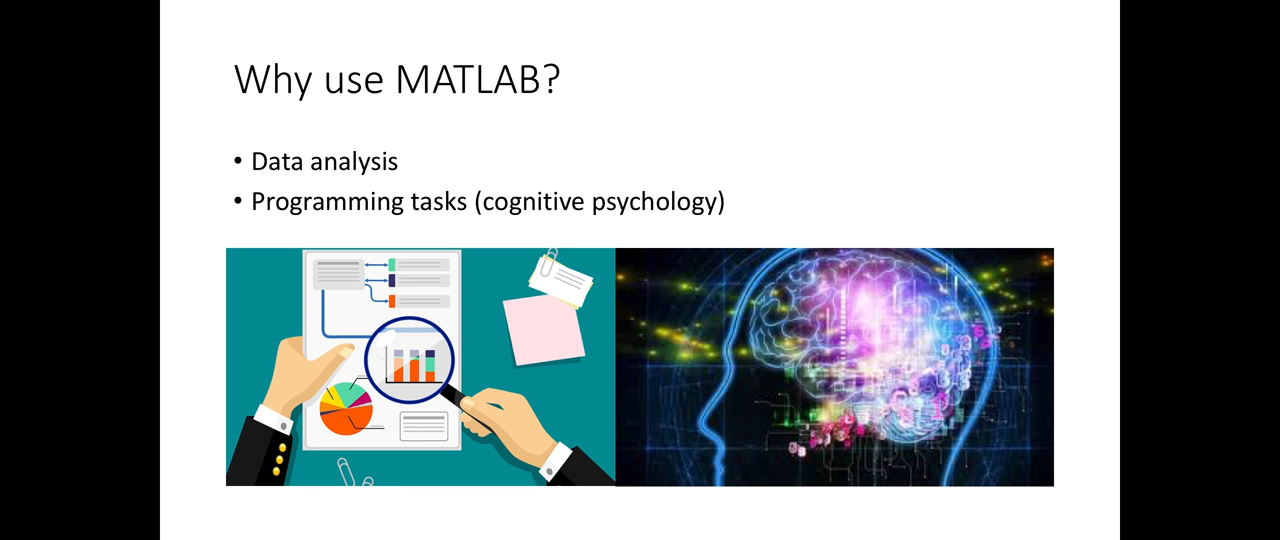 Why use MATLAB?
• Data analysis
• Programming tasks (cognitive psychology)